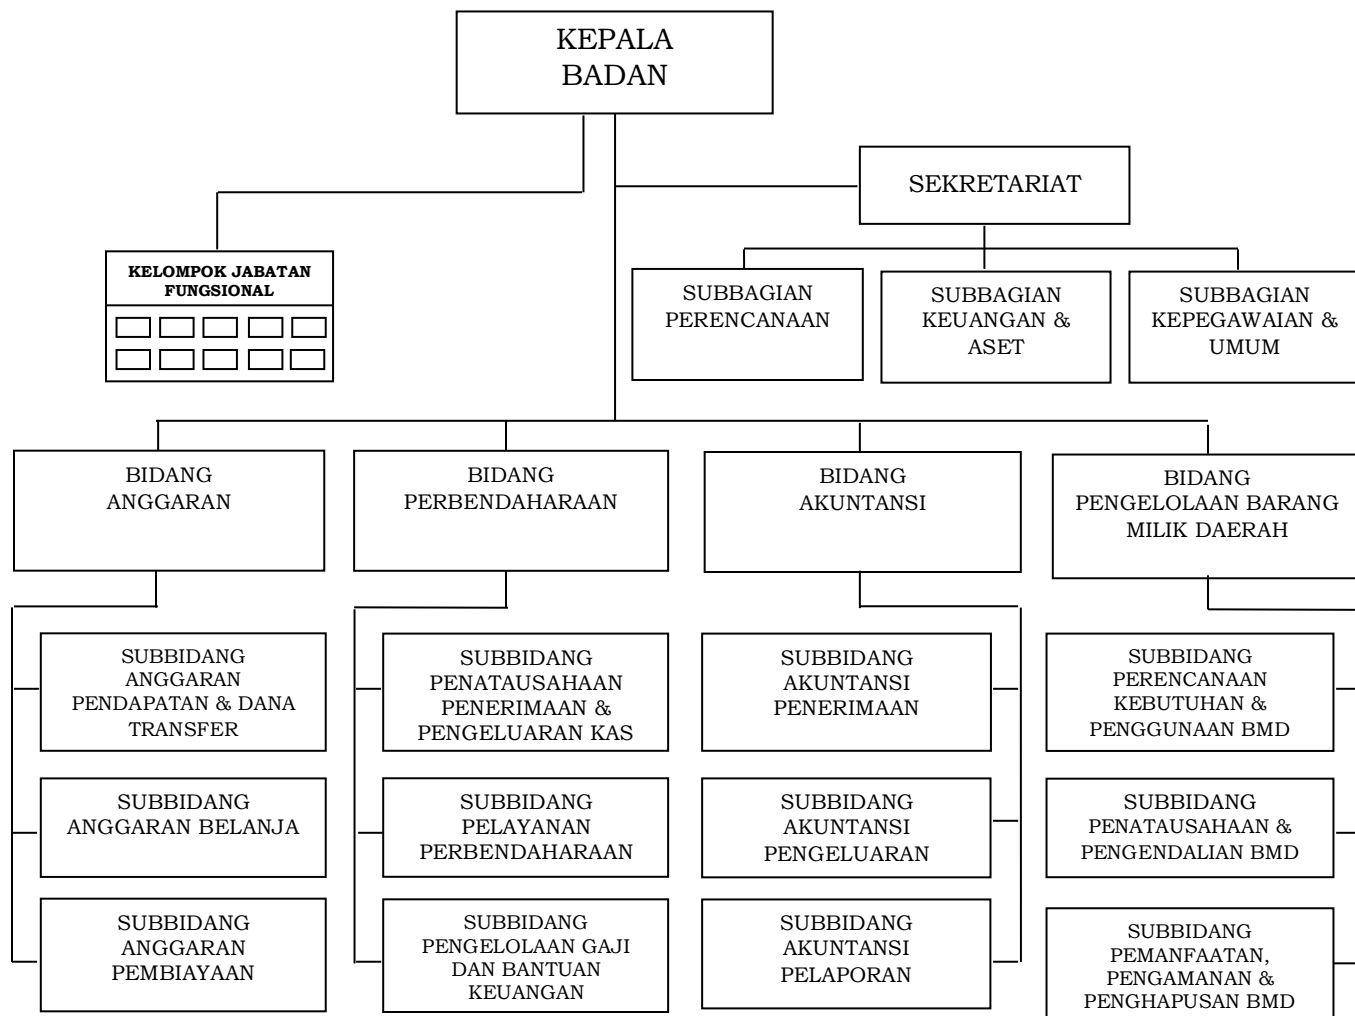 KEPALA
BADAN
SEKRETARIAT
KELOMPOK JABATAN
FUNGSIONAL
SUBBAGIAN
PERENCANAAN
SUBBAGIAN
KEUANGAN &
ASET
SUBBAGIAN
KEPEGAWAIAN &
UMUM
BIDANG
ANGGARAN
BIDANG
PERBENDAHARAAN
BIDANG
AKUNTANSI
BIDANG
PENGELOLAAN BARANG
MILIK DAERAH
SUBBIDANG
ANGGARAN
PENDAPATAN & DANA
TRANSFER
SUBBIDANG
PENATAUSAHAAN
PENERIMAAN &
PENGELUARAN KAS
SUBBIDANG
AKUNTANSI
PENERIMAAN
SUBBIDANG
PERENCANAAN
KEBUTUHAN &
PENGGUNAAN BMD
SUBBIDANG
ANGGARAN BELANJA
SUBBIDANG
PELAYANAN
PERBENDAHARAAN
SUBBIDANG
AKUNTANSI
PENGELUARAN
SUBBIDANG
PENATAUSAHAAN &
PENGENDALIAN BMD
SUBBIDANG
ANGGARAN
PEMBIAYAAN
SUBBIDANG
PENGELOLAAN GAJI
DAN BANTUAN
KEUANGAN
SUBBIDANG
AKUNTANSI
PELAPORAN
SUBBIDANG
PEMANFAATAN,
PENGAMANAN &
PENGHAPUSAN BMD